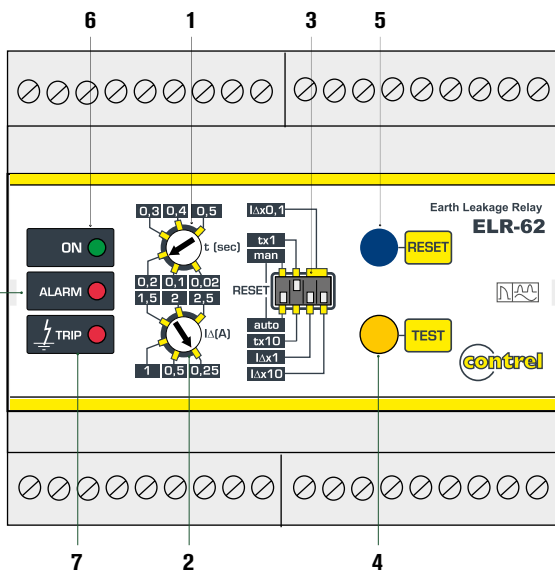 6 1 3 5
0,3 0,4 0,5
IΔx0,1
Earth Leakage Relay
ELR-62
ON
t (sec)
tx1
man
RESET
0,2 0,1 0,02
ALARM
1,5 2 2,5
RESET
TRIP
IΔ(A)
auto
tx10
TEST
IΔx1
1 0,5 0,25
IΔx10
contrel
7 2 4